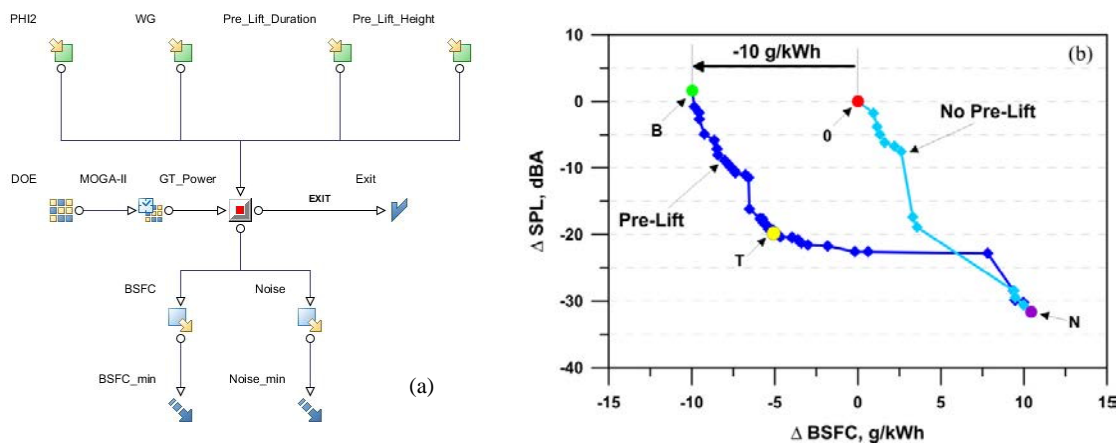 PHI2 WG Pre_Lift_Duration Pre_Lift_Height
DOE MOGA-II GT_Power Exit
EXIT
BSFC Noise
BSFC_min Noise_min
(a)
(b)
-10 g/kWh
B
0
No Pre-Lift
Pre-Lift
T
N
Δ SPL, dBA
10
0
-10
-20
-30
-40
-15 -10 -5 0 5 10 15
Δ BSFC, g/kWh